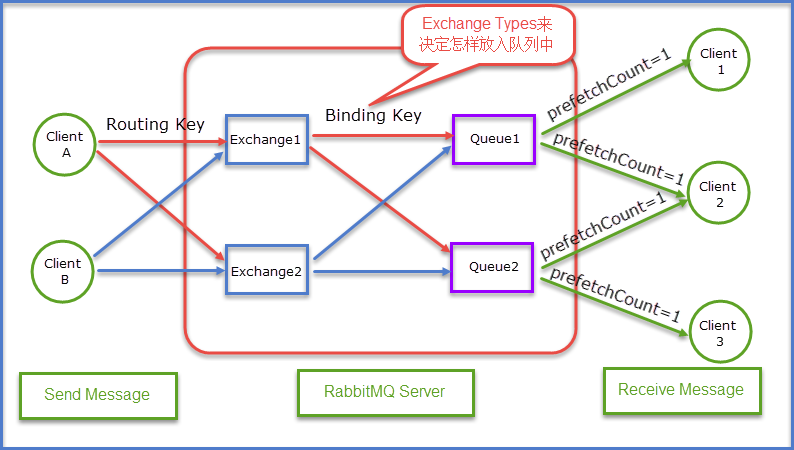 Exchange Types来
决定怎样放入队列中
Client
1
prefetchCount=1
Routing Key
Binding Key
Client
A
Exchange1
Queue1
prefetchCount=1
Client
2
prefetchCount=1
Client
B
Exchange2
Queue2
prefetchCount=1
Client
3
Send Message
RabbitMQ Server
Receive Message